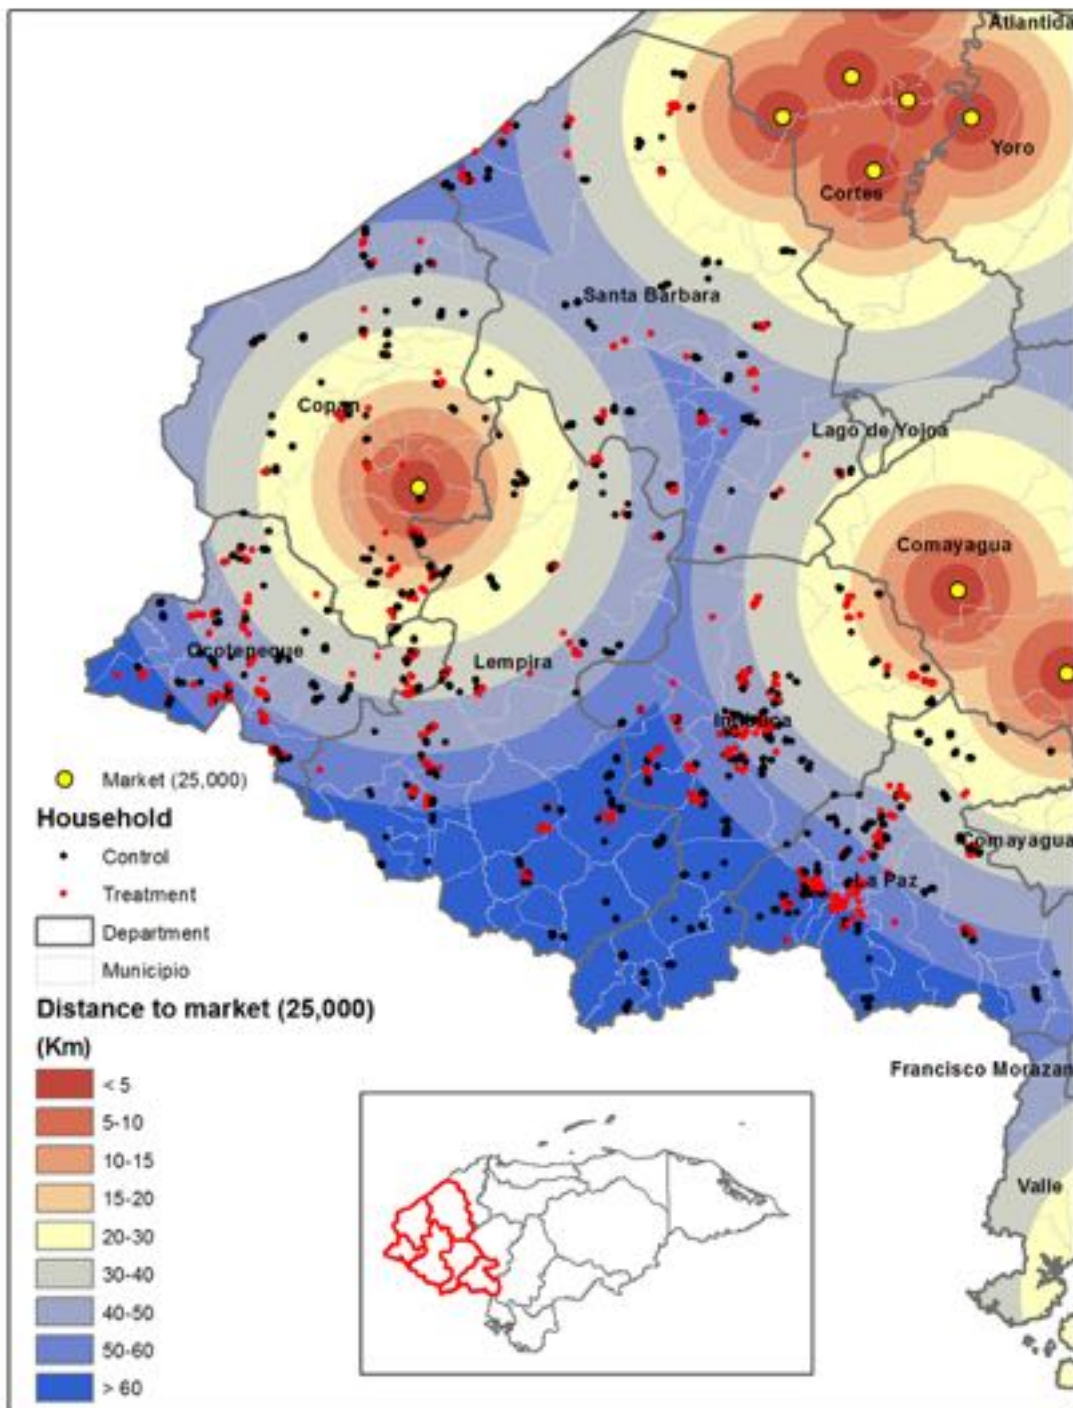 Atlantida
Yoro
Cortes
Santa Barbara
Copan
Lago de Yojoa
Comayagua
Ocotepeque
Lempira
Intibuca
Market (25,000)
Household
Control
Comayagua
Treatment
La Paz
Department
Municipio
Distance to market (25,000)
(Km)
Francisco Morazan
< 5
5-10
10-15
15-20
Valle
20-30
30-40
40-50
50-60
> 60